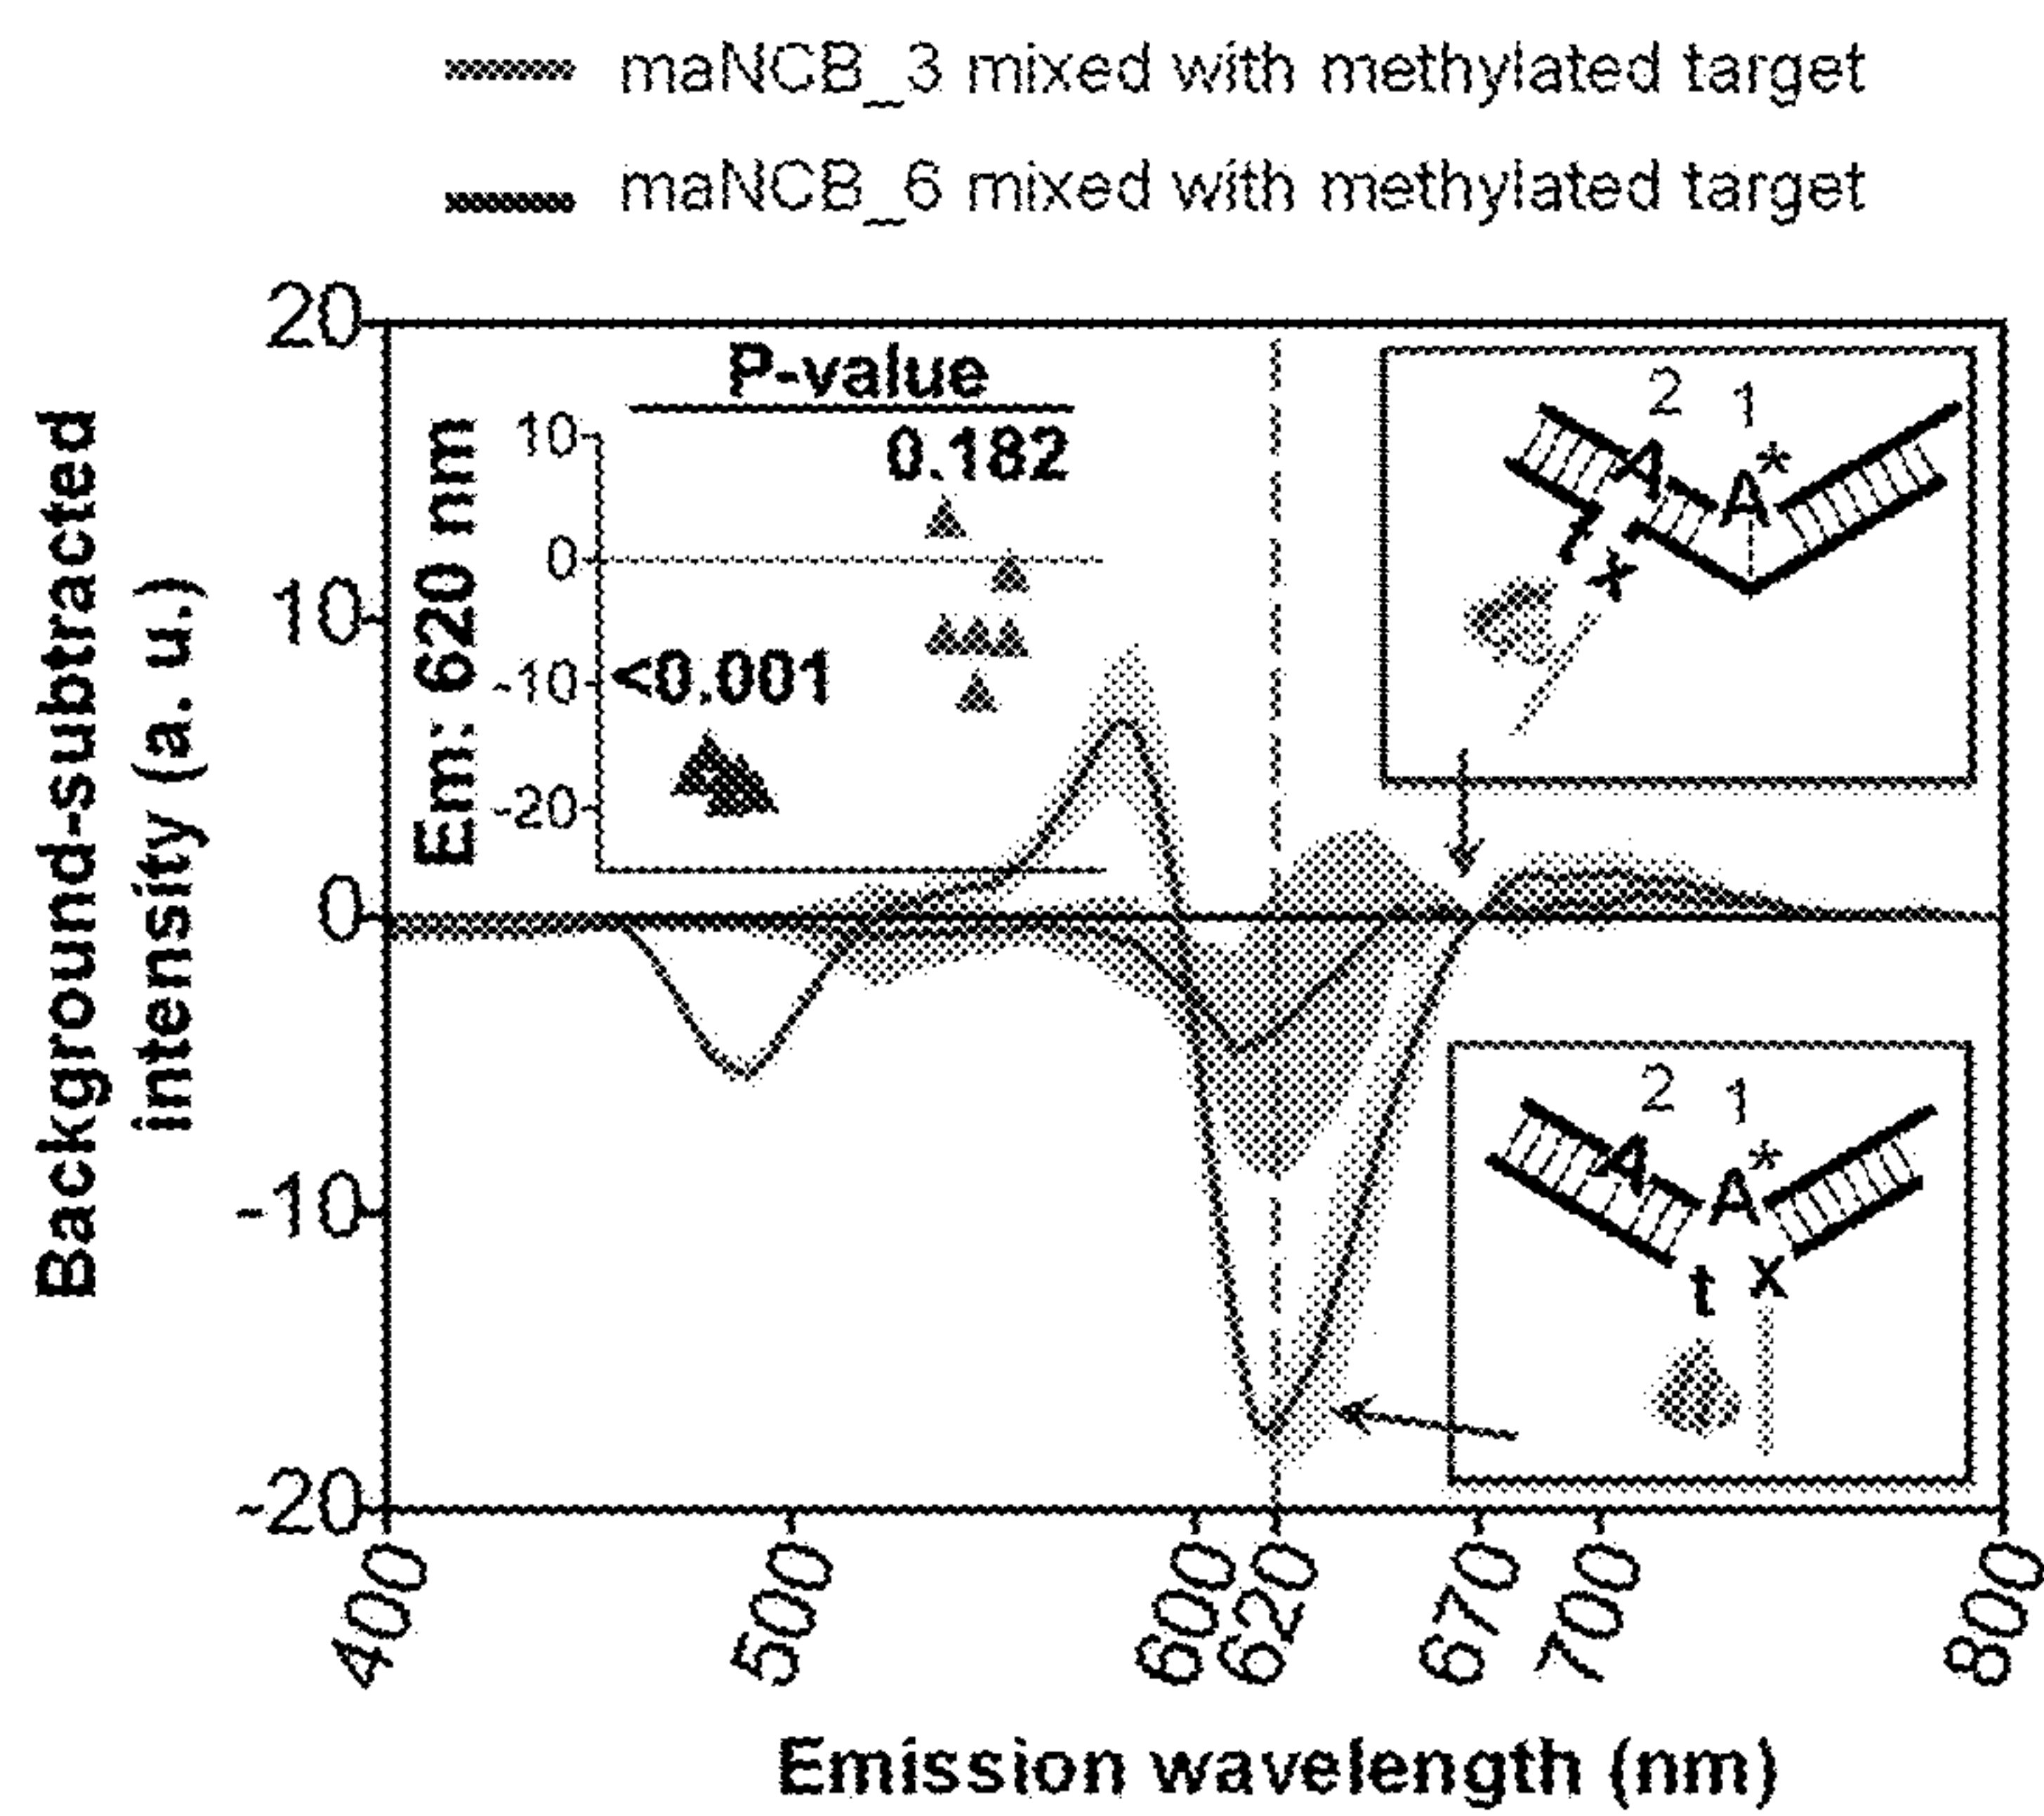 maNCB_3 mixed with methylated target
maNCB_6 mixed with methylated target
Background-subtracted
intensity (a. u.)
20
10
0
-10
-20
P-value
Em: 620 nm
10
0
-10
-20
0.182
<0.001
2 1
A A*
x
2 1
A A*
t x
400 500 600 620 670 700 800
Emission wavelength (nm)